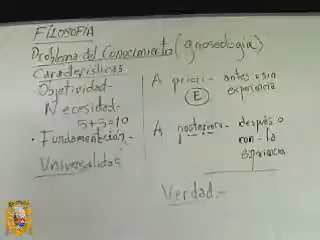 FILOSOFÍA
Problema del Conocimiento (gnoseología)
Características
Objetividad-
Necesidad-
5+5=10
• Fundamentación-
Universalidad
A priori - antes o sin
experiencia
E
A posteriori - después o
con - la
experiencia
Verdad.-